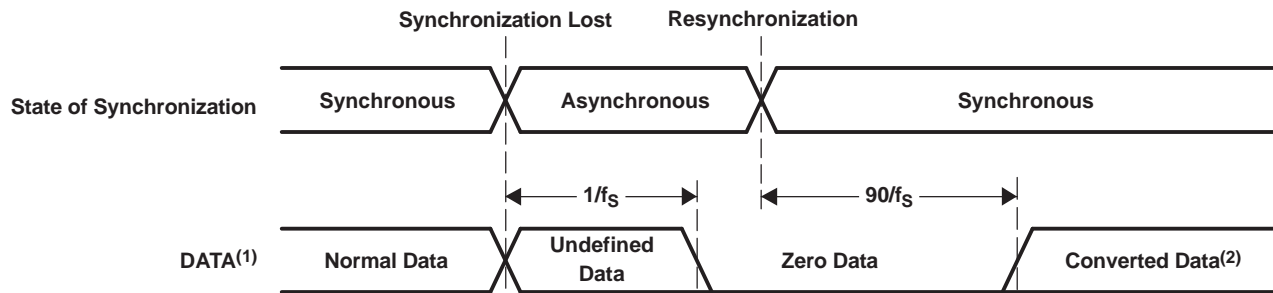 Synchronization Lost
Resynchronization
State of Synchronization
Synchronous
Asynchronous
Synchronous
1/fS
90/fS
DATA(1)
Normal Data
Undefined
Data
Zero Data
Converted Data(2)